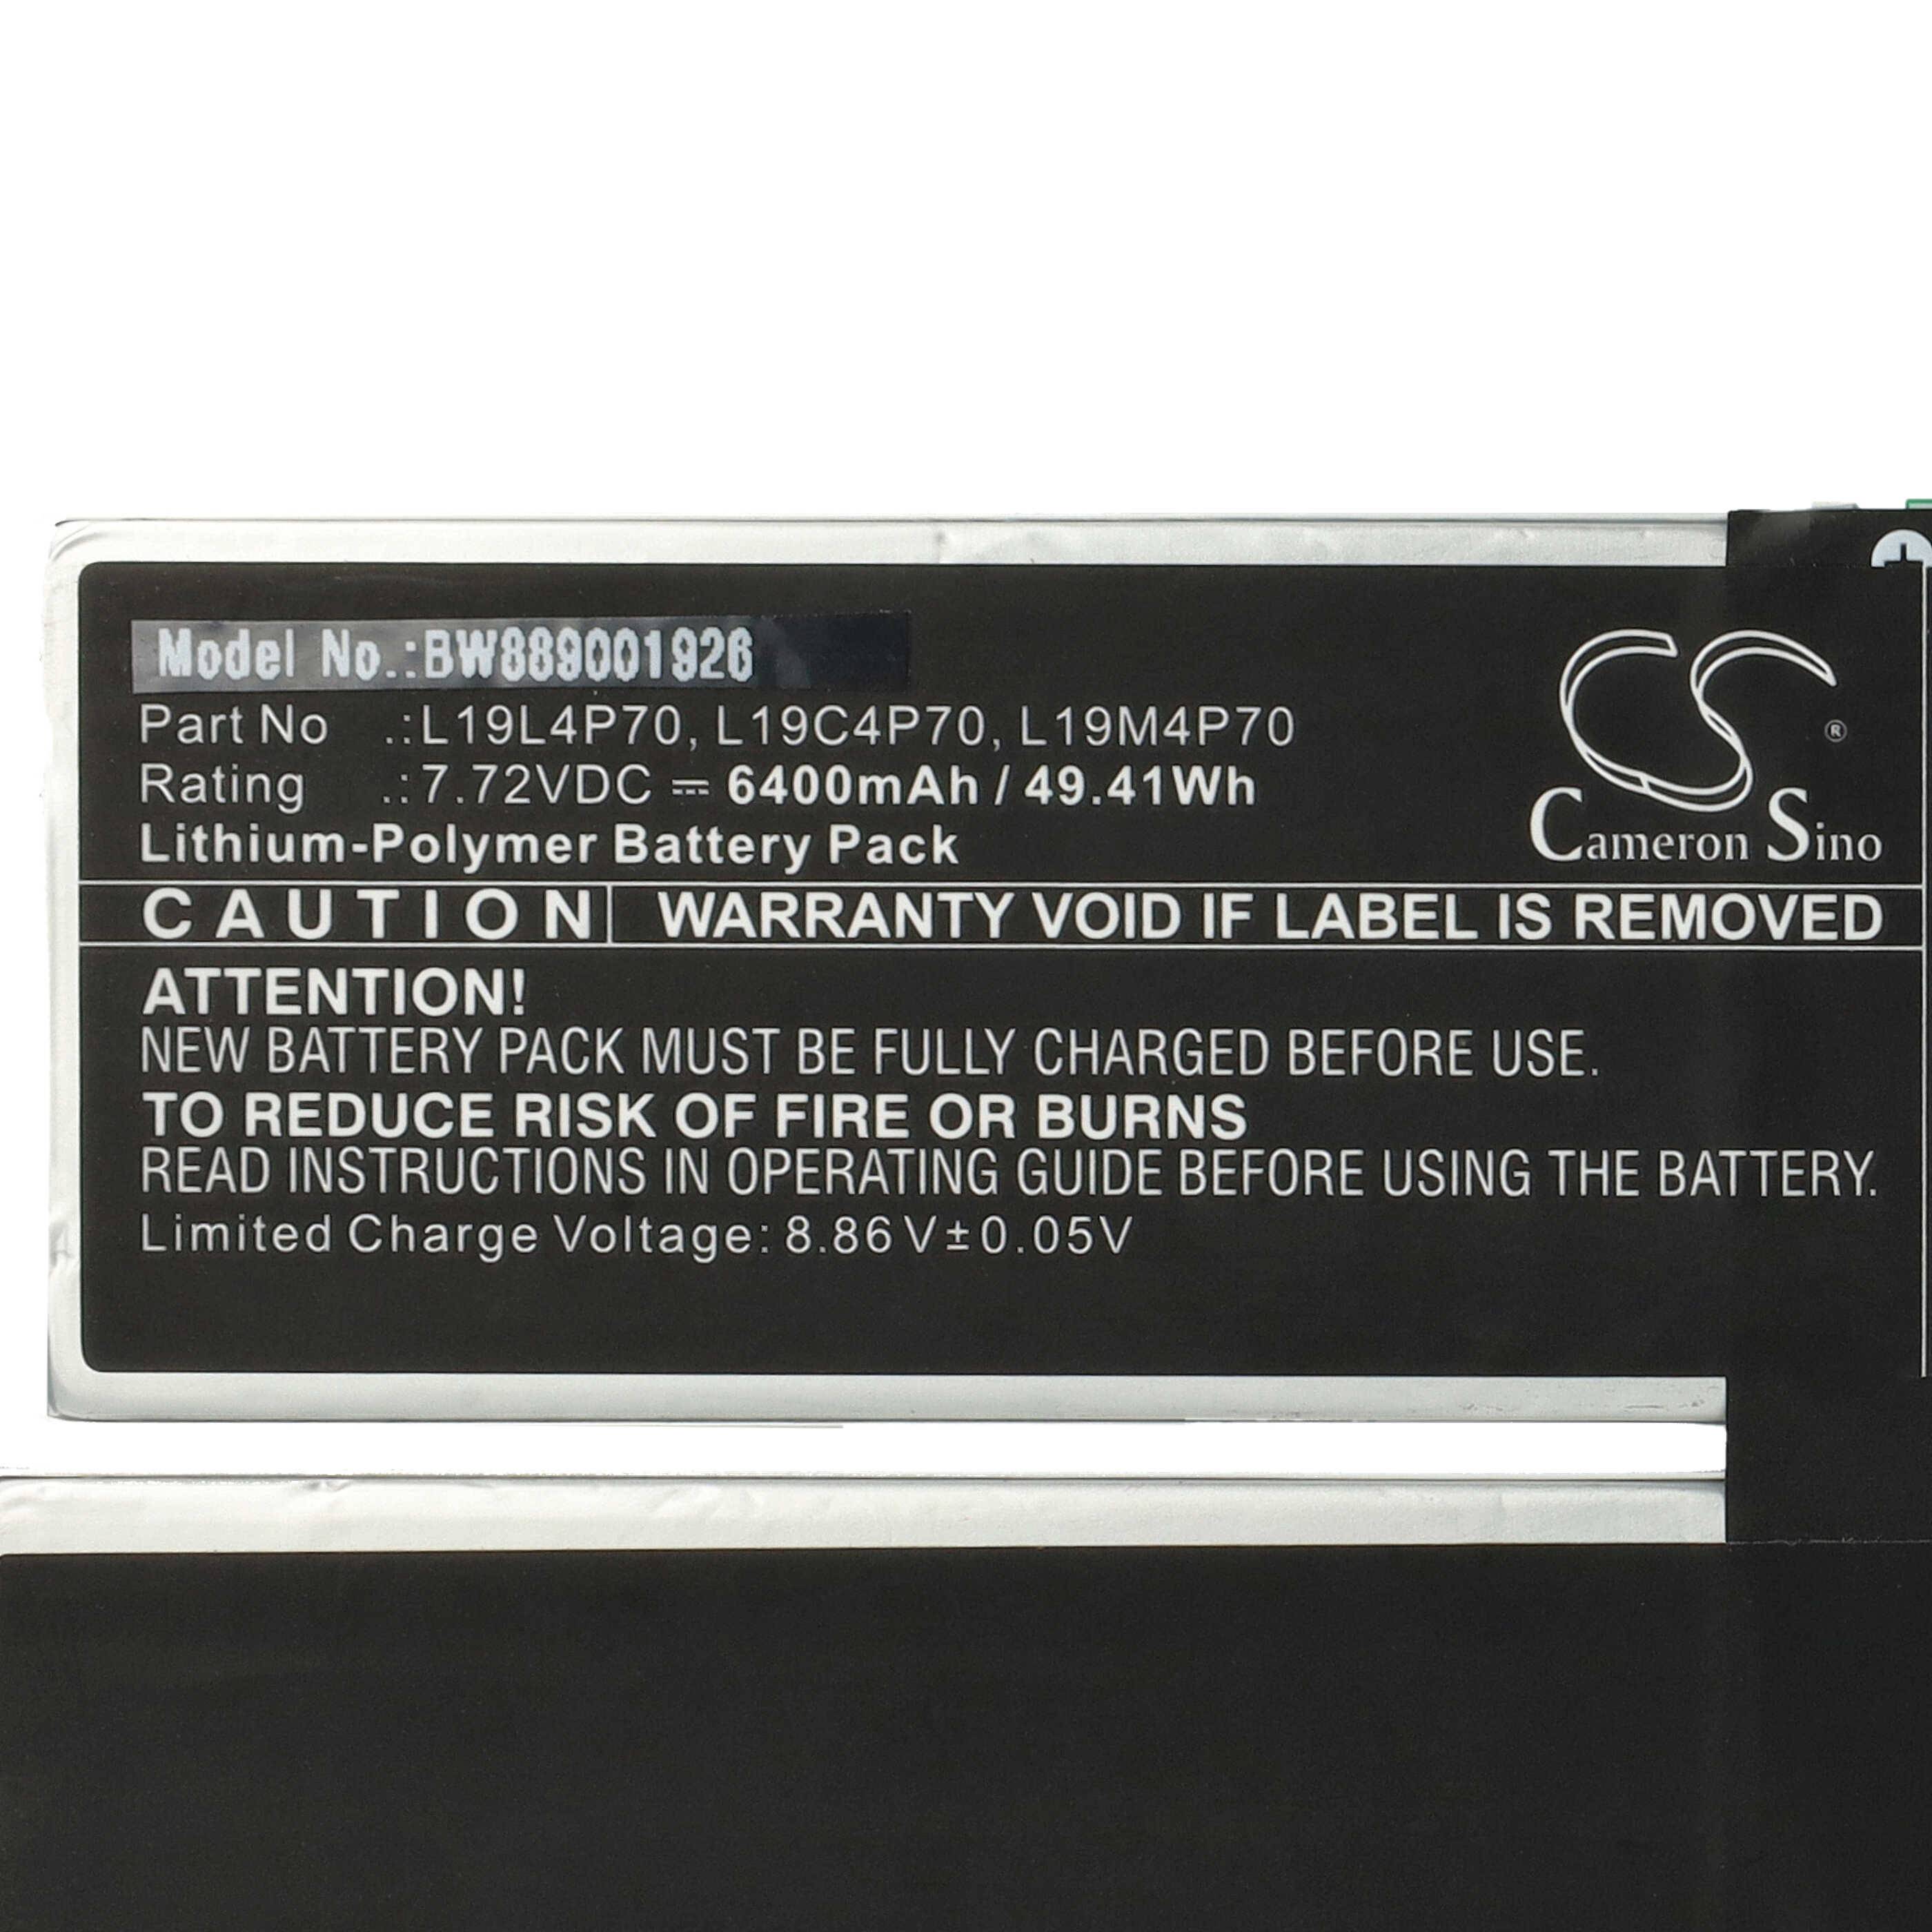 Model No.:BW889001926
Part No .:L19L4P70, L19C4P70, L19M4P70
Rating .:7.72VDC ⎓ 6400mAh / 49.41Wh
Lithium-Polymer Battery Pack
CS ®
Cameron Sino
CAUTION WARRANTY VOID IF LABEL IS REMOVED
ATTENTION!
NEW BATTERY PACK MUST BE FULLY CHARGED BEFORE USE.
TO REDUCE RISK OF FIRE OR BURNS
READ INSTRUCTIONS IN OPERATING GUIDE BEFORE USING THE BATTERY.
Limited Charge Voltage: 8.86V±0.05V